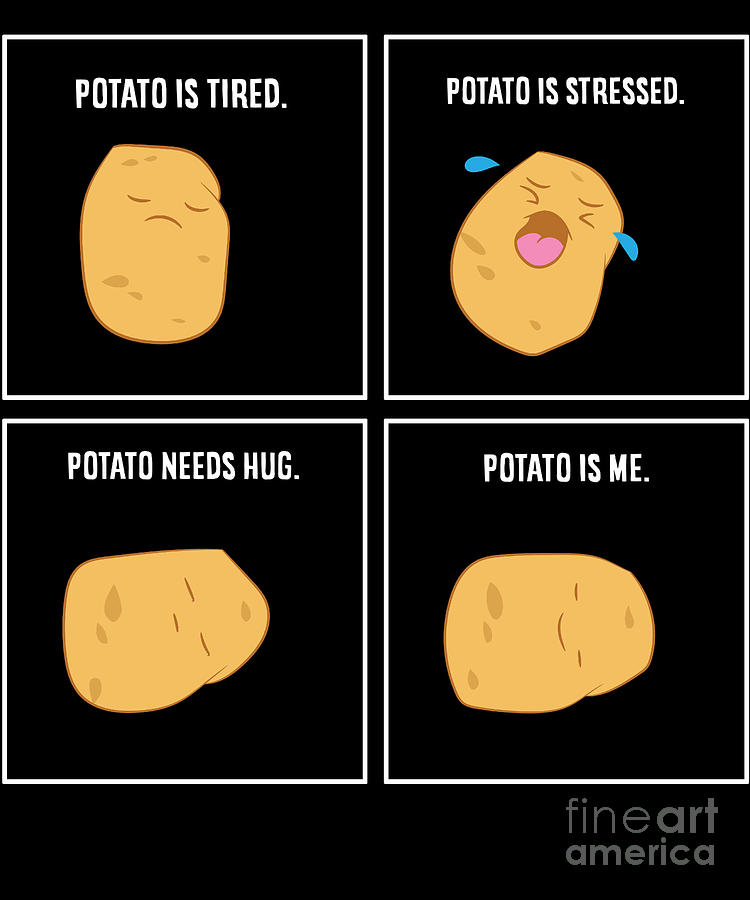 POTATO IS TIRED.
POTATO IS STRESSED.
POTATO NEEDS HUG.
POTATO IS ME.
fineart
america